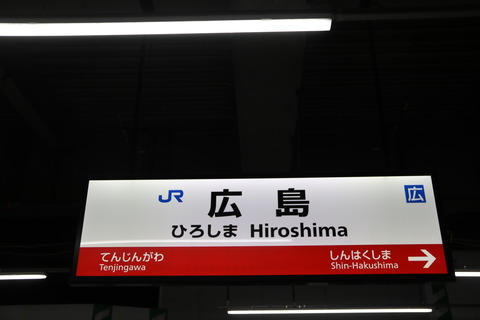 JR 広島 広
ひろしま Hiroshima
てんじんがわ しんはくしま
Tenjingawa Shin-Hakushima